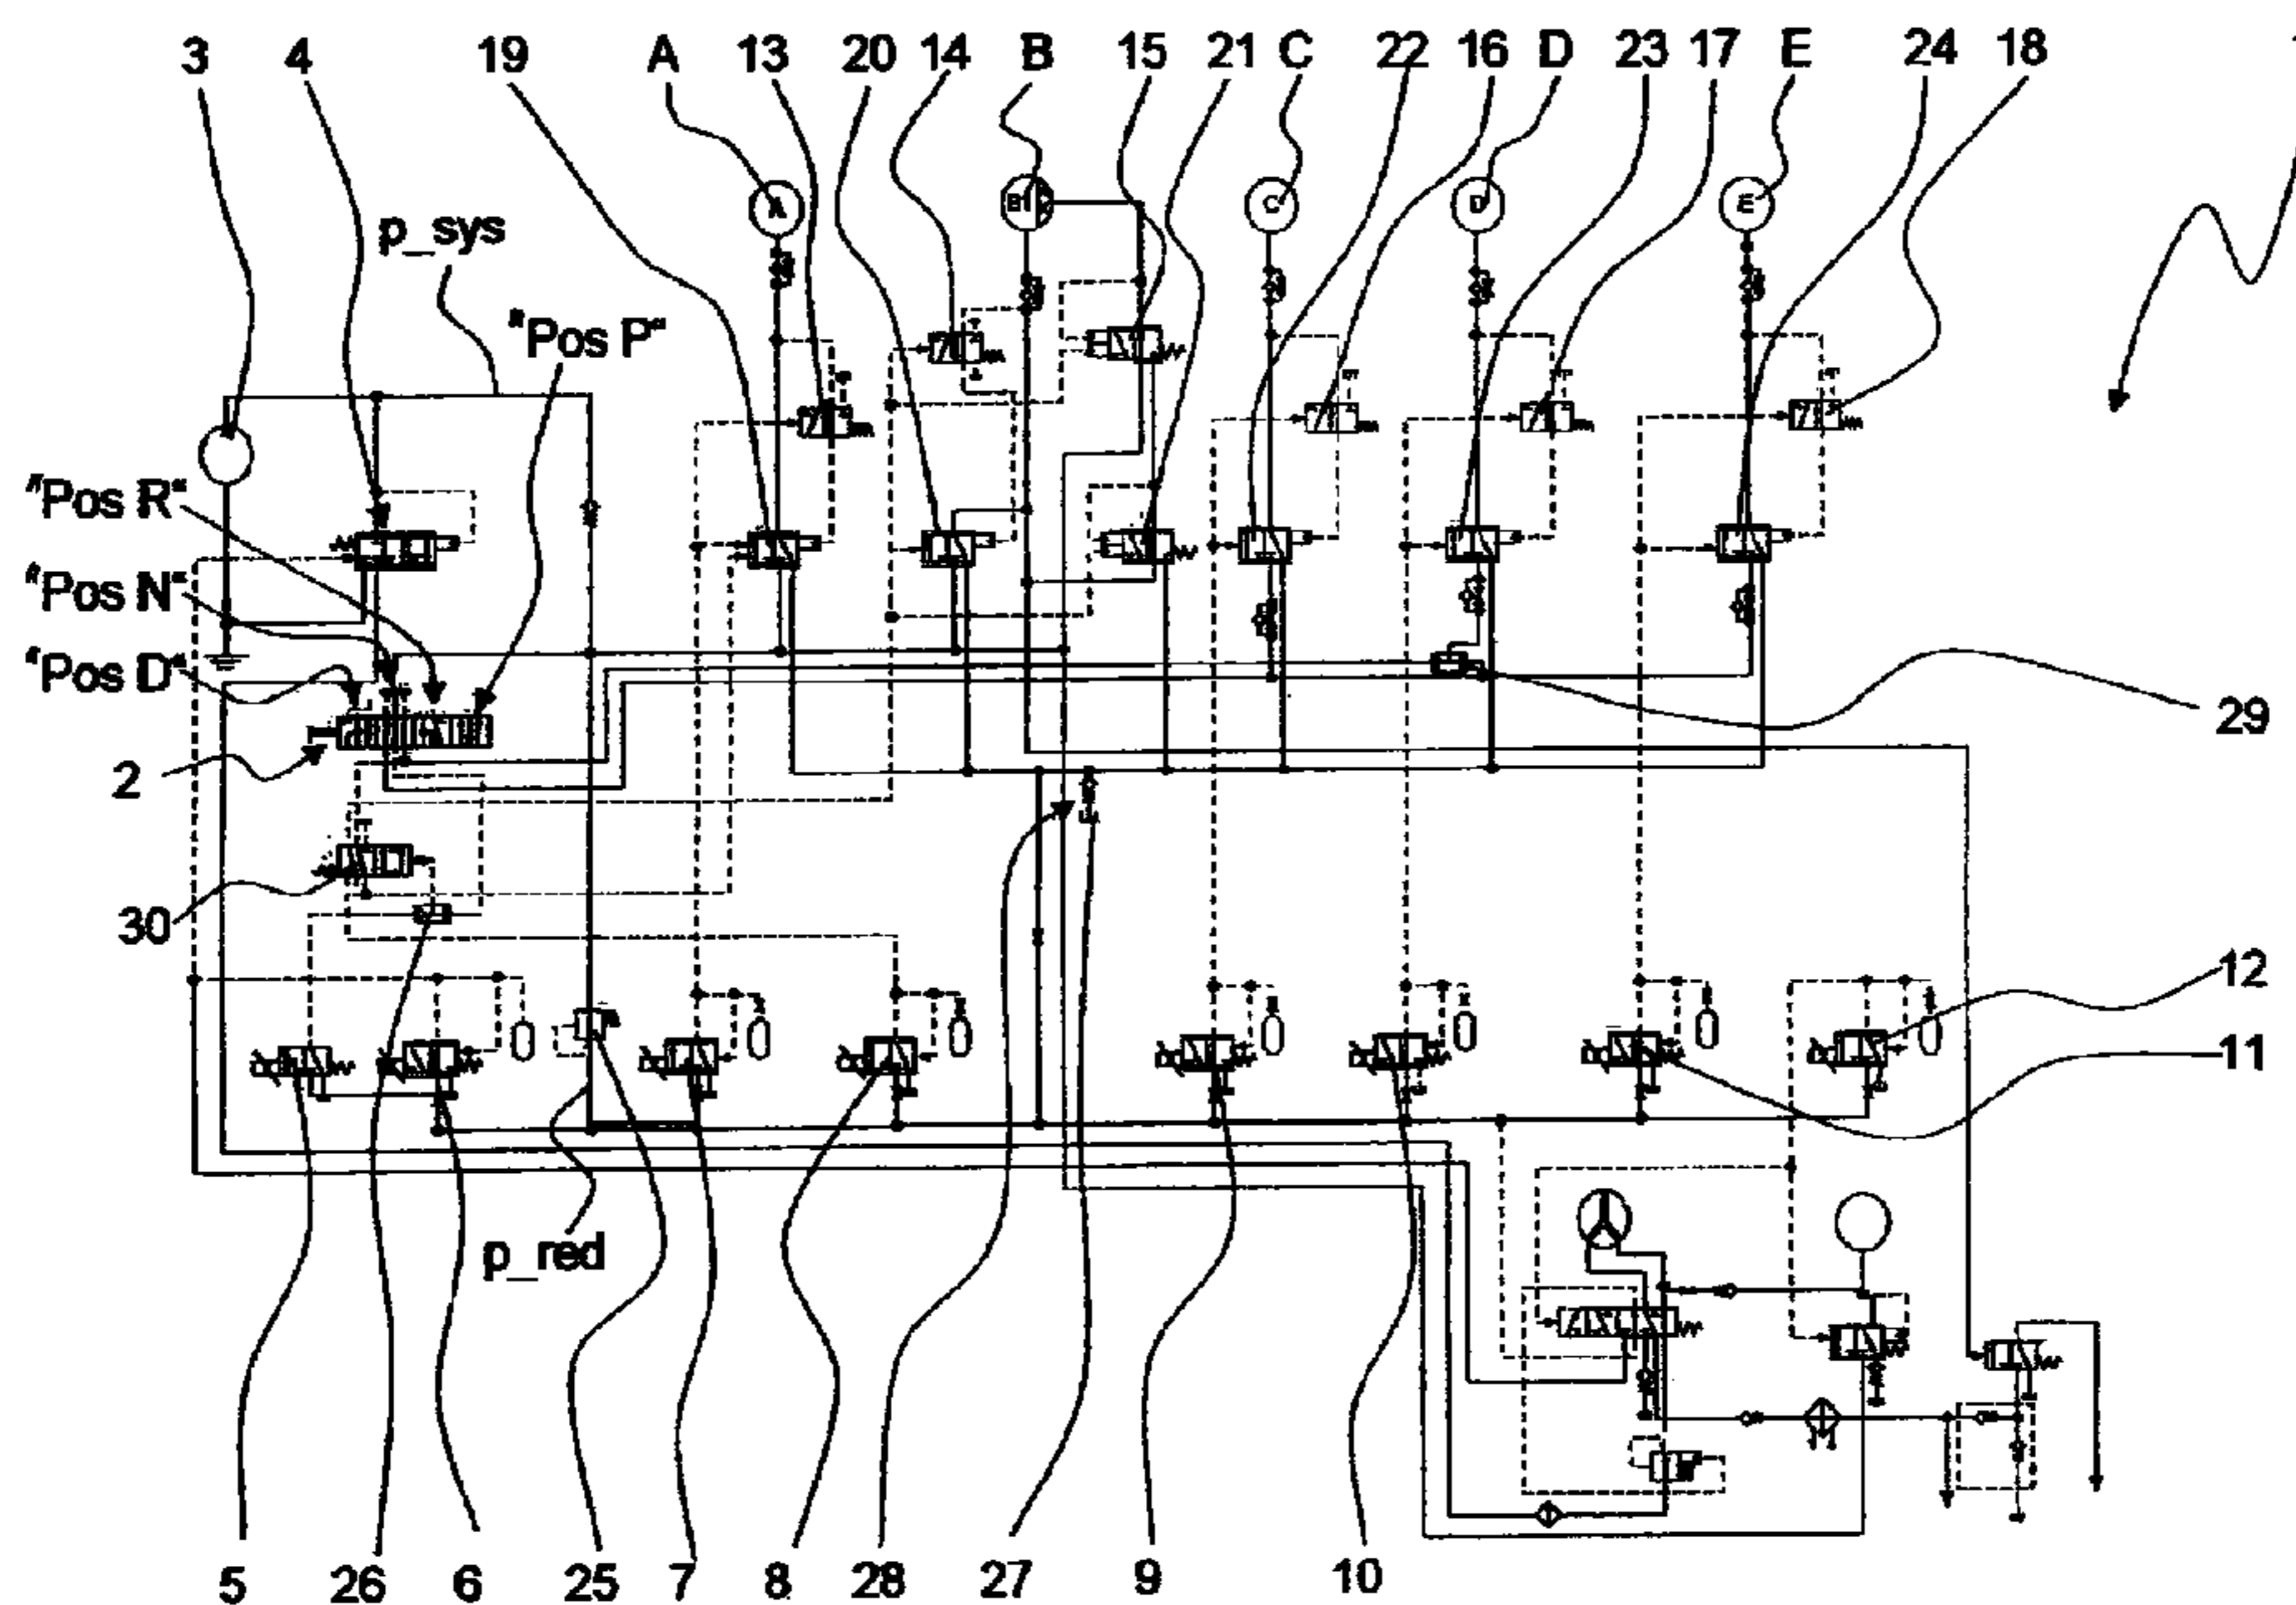 3 4 19 A 13 20 14 B 15 21 C 22 16 D 23 17 E 24 18
A B1 C D E
p_sys
"Pos P"
"Pos R"
"Pos N"
"Pos D"
29
2
30
12
11
p_red
5 26 6 25 7 8 28 27 9 10